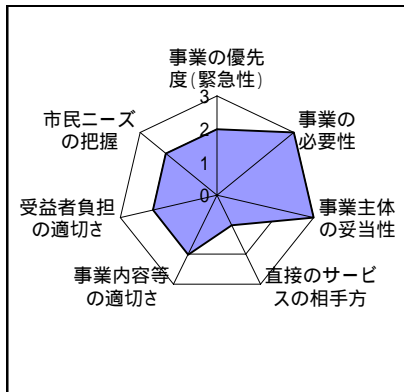 事業の優先
度(緊急性)
3
2
1
0
事業の
必要性
事業主体
の妥当性
直接のサービ
スの相手方
事業内容等
の適切さ
受益者負担
の適切さ
市民ニーズ
の把握